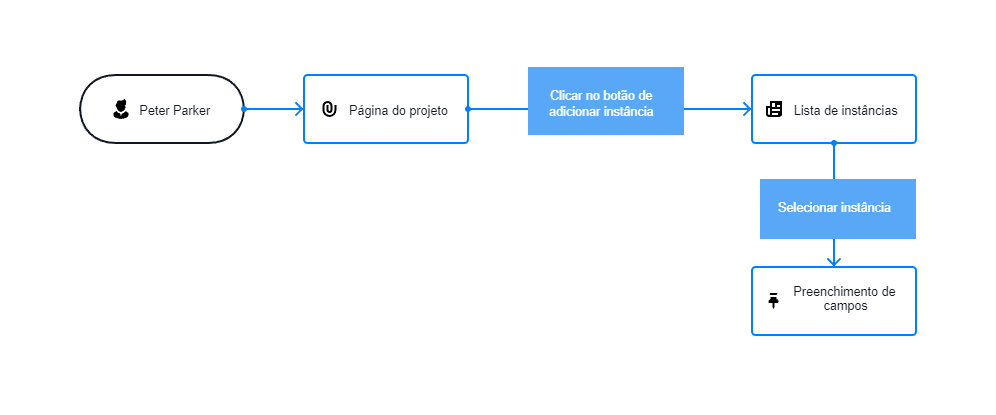 Peter Parker
Página do projeto
Clicar no botão de
adicionar instância
Lista de instâncias
Selecionar instância
Preenchimento de
campos